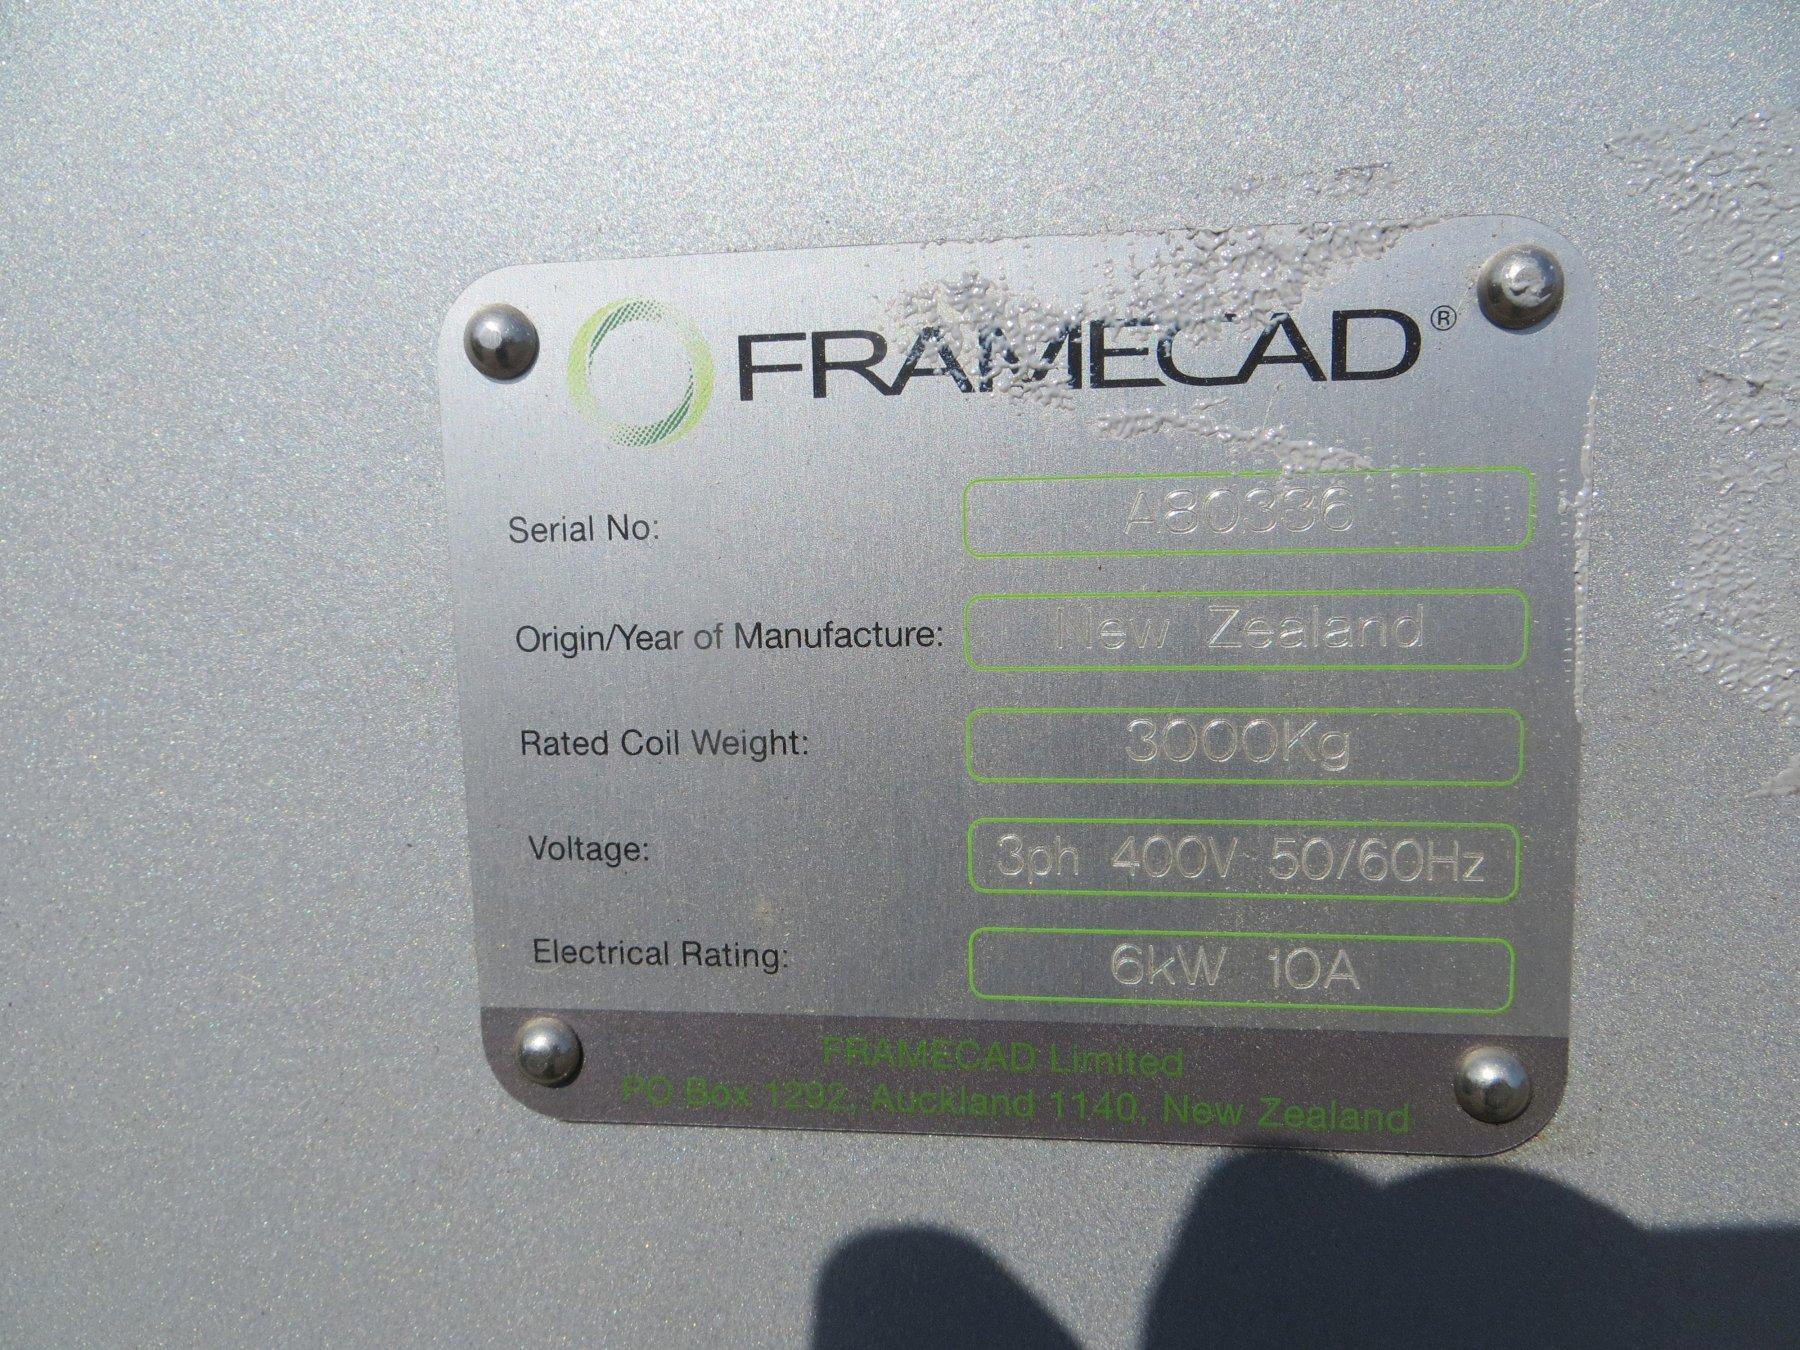 FRAMECAD®
Serial No: A80336
Origin/Year of Manufacture: New Zealand
Rated Coil Weight: 3000Kg
Voltage: 3ph 400V 50/60Hz
Electrical Rating: 6kW 10A
FRAMECAD Limited
PO Box 1292, Auckland 1140, New Zealand